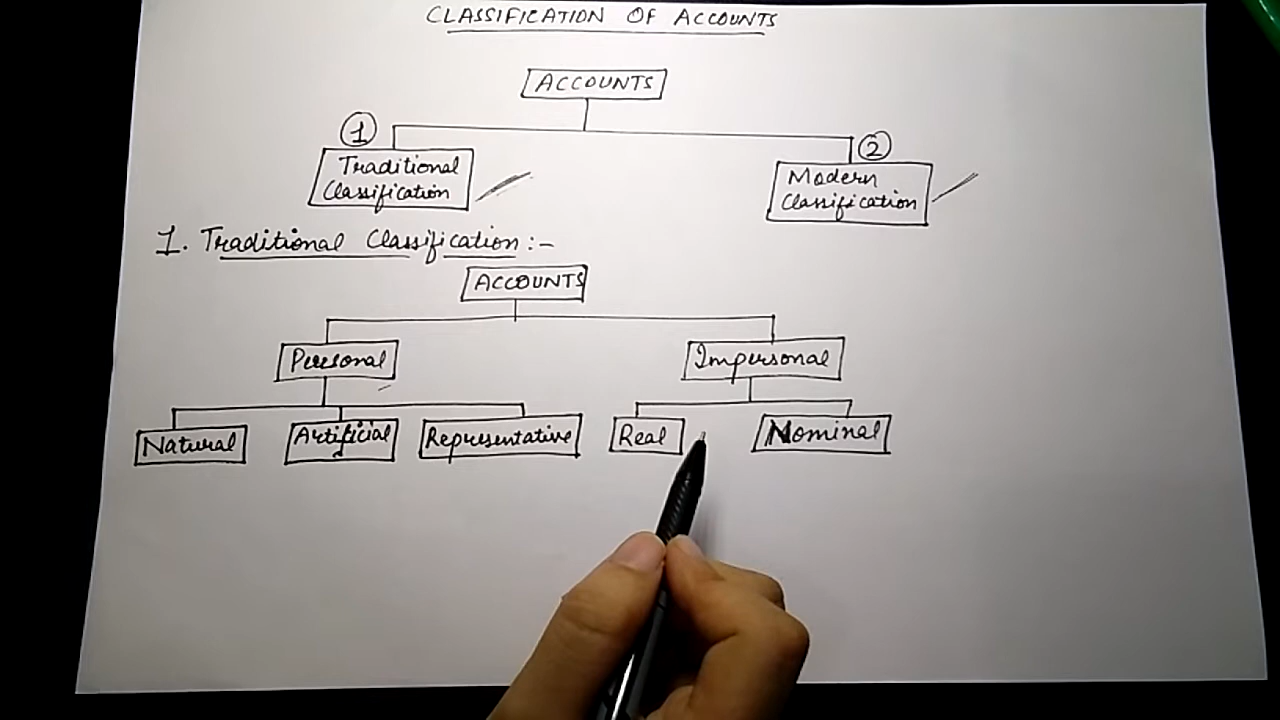 CLASSIFICATION OF ACCOUNTS
ACCOUNTS
1
Traditional
Classification
2
Modern
Classification
1. Traditional Classification :-
ACCOUNTS
Personal
Impersonal
Natural
Artificial
Representative
Real
Nominal